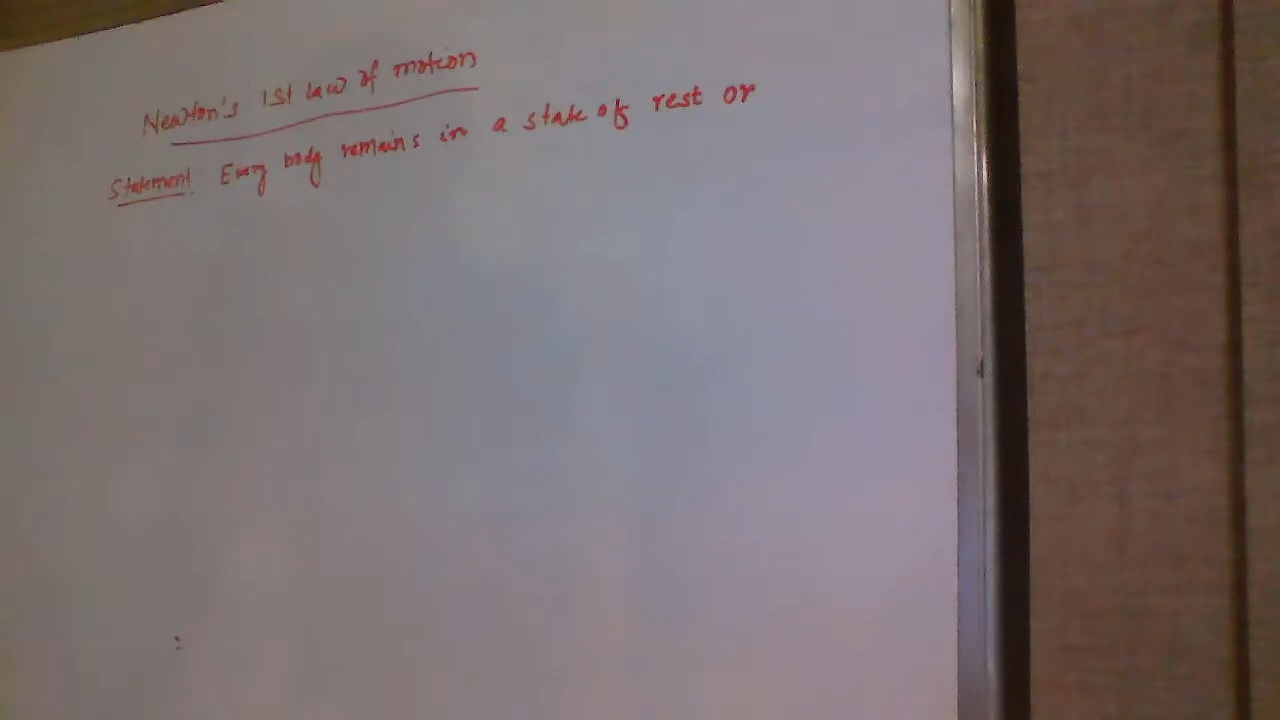 Newton's 1st law of motion
Statement: Every body remains in a state of rest or